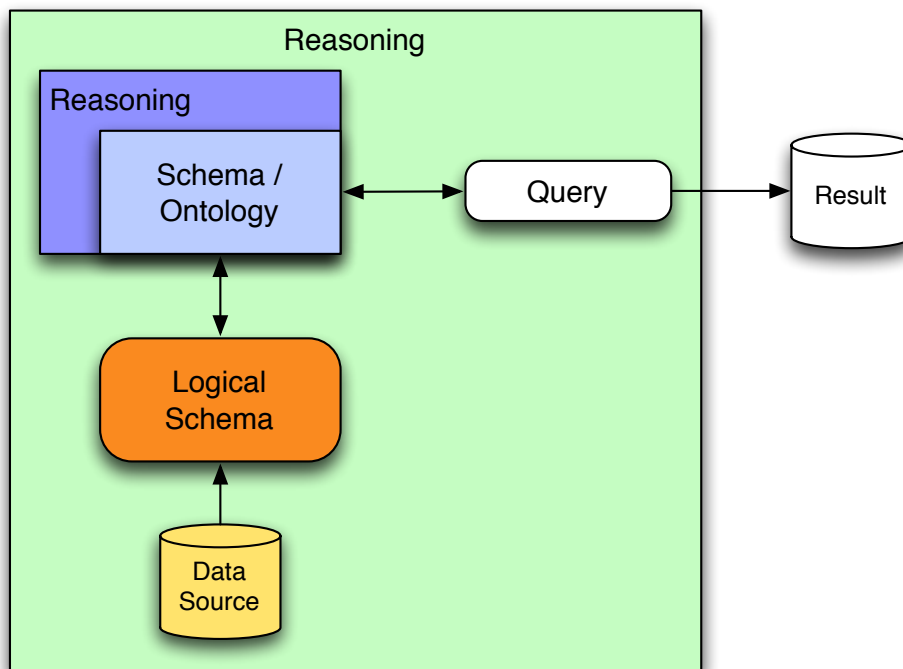 Reasoning
Reasoning
Schema /
Ontology
Query
Result
Logical
Schema
Data
Source